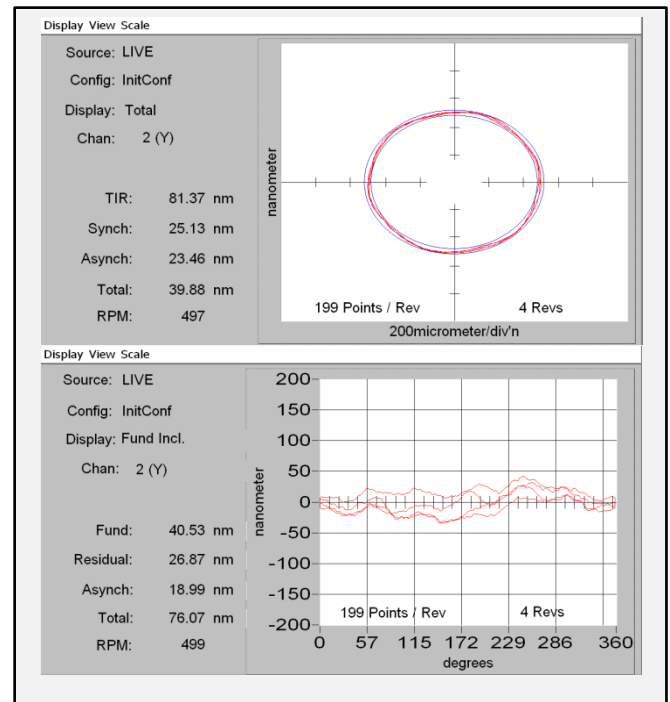 Display View Scale
Source: LIVE
Config: InitConf
Display: Total
Chan: 2 (Y)
TIR: 81.37 nm
Synch: 25.13 nm
Asynch: 23.46 nm
Total: 39.88 nm
RPM: 497
nanometer
199 Points / Rev 4 Revs
200micrometer/div'n
Display View Scale
Source: LIVE
Config: InitConf
Display: Fund Incl.
Chan: 2 (Y)
Fund: 40.53 nm
Residual: 26.87 nm
Asynch: 18.99 nm
Total: 76.07 nm
RPM: 499
nanometer
200
150
100
50
0
-50
-100
-150
-200
199 Points / Rev 4 Revs
0 57 115 172 229 286 360
degrees